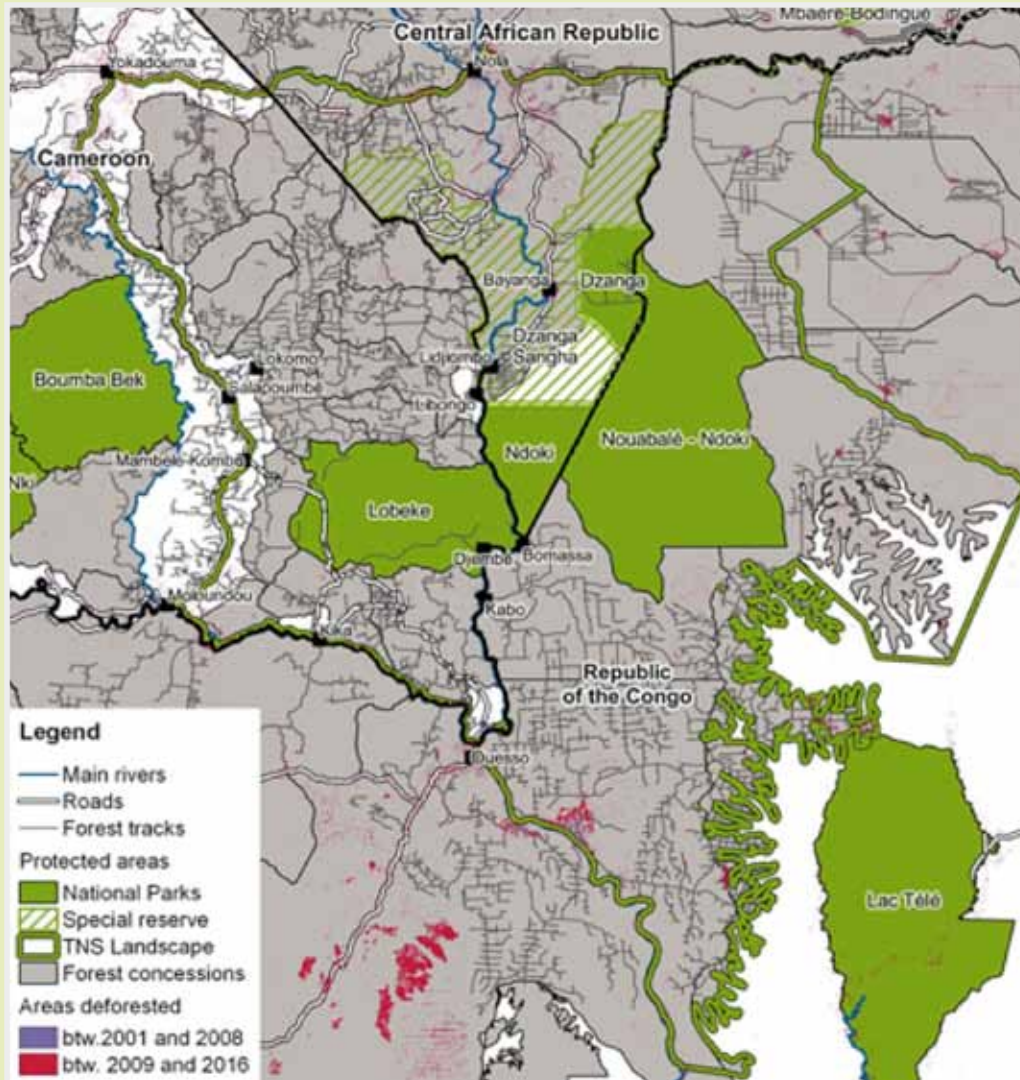 Mbaéré-Bodingué
Central African Republic
Nola
Yokadouma
Cameroon
Bayanga
Dzanga
Dzanga
Sangha
Lidjombo
Lokomo
Boumba Bek
Salapoumbé
Libongo
Ndoki
Nouabalé - Ndoki
Mambele-Kombo
Nki
Lobeke
Djembe
Bomassa
Moloundou
Kabo
Kika
Republic
of the Congo
Ouesso
Lac Télé
Legend
Main rivers
Roads
Forest tracks
Protected areas
National Parks
Special reserve
TNS Landscape
Forest concessions
Areas deforested
btw.2001 and 2008
btw. 2009 and 2016